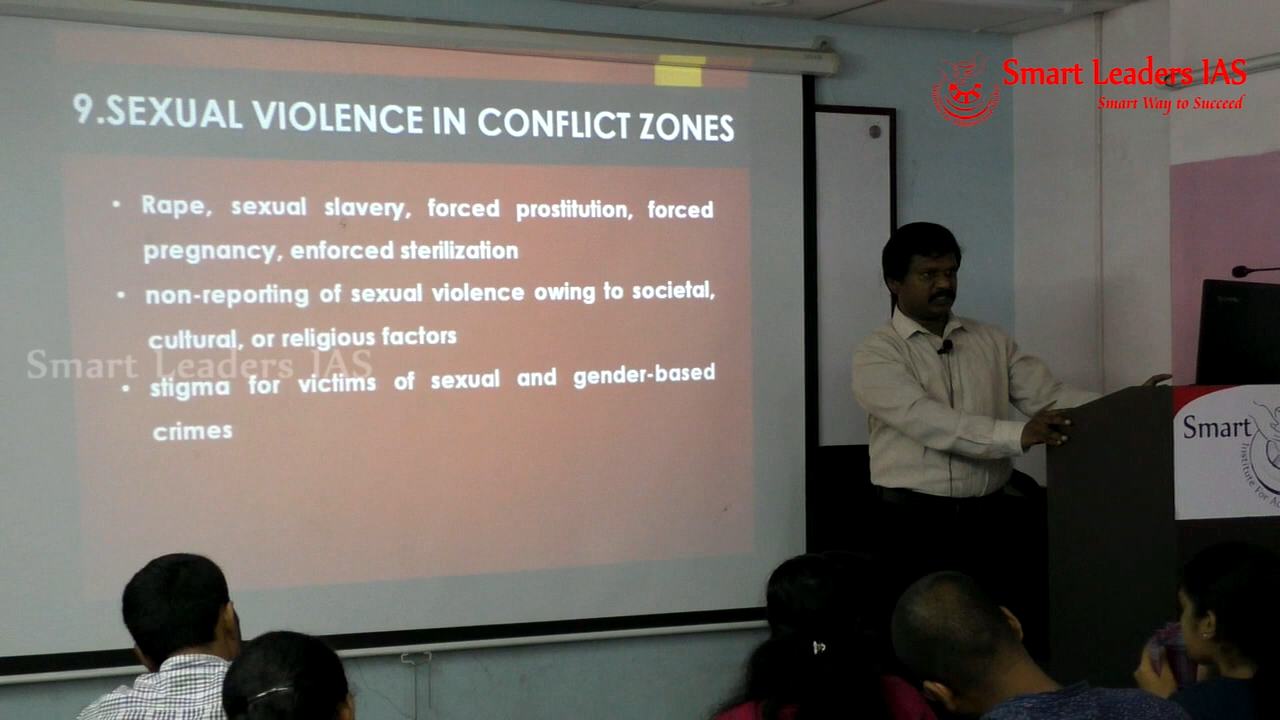 Smart Leaders IAS
Smart Way to Succeed
9.SEXUAL VIOLENCE IN CONFLICT ZONES
• Rape, sexual slavery, forced prostitution, forced
pregnancy, enforced sterilization
• non-reporting of sexual violence owing to societal,
cultural, or religious factors
• stigma for victims of sexual and gender-based
crimes
Smart Leaders IAS
Smart
Institute For